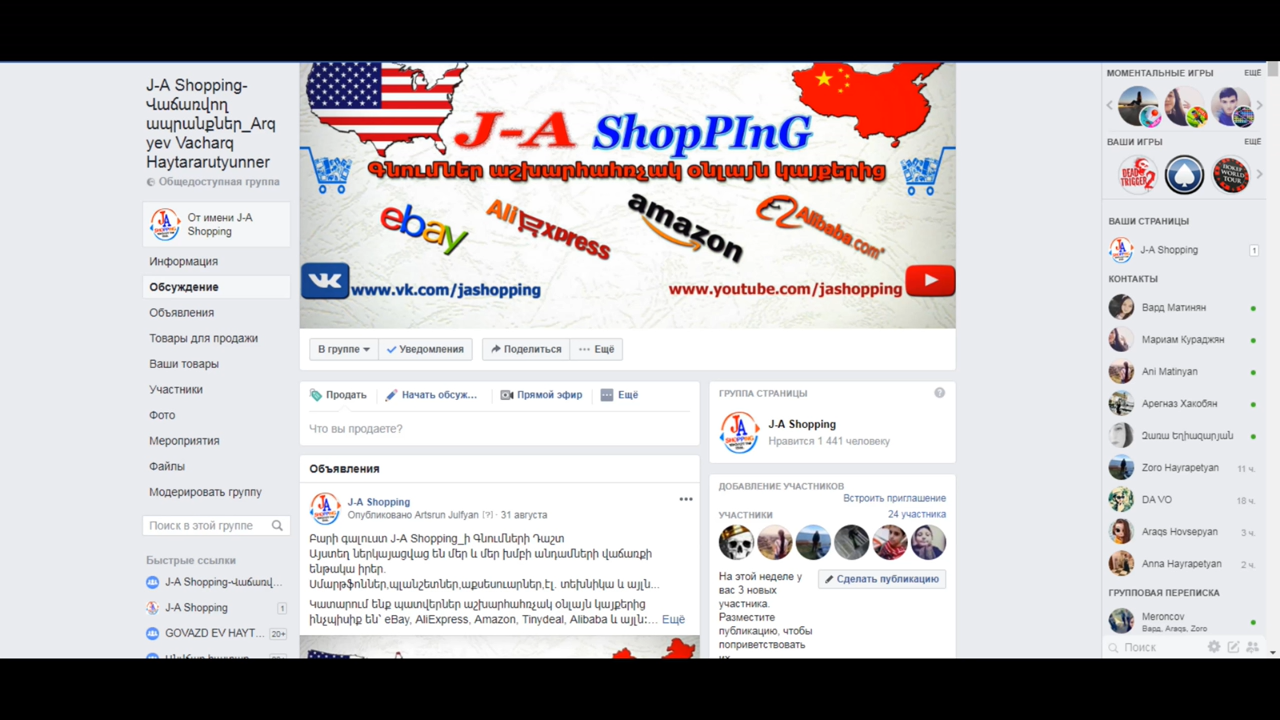 J-A Shopping-
Վաճառվող
ապրանքներ_Arq
yev Vacharq
Haytararutyunner
Общедоступная группа
От имени J-A
Shopping
Информация
Обсуждение
Объявления
Товары для продажи
Ваши товары
Участники
Фото
Мероприятия
Файлы
Модерировать группу
Поиск в этой группе
Быстрые ссылки
J-A Shopping-Վաճառվ...
J-A Shopping 1
GOVAZD EV HAYT... 20+
J-A ShopPInG
Գնումներ աշխարհահռչակ օնլայն կայքերից
ebay
AliExpress
amazon
Alibaba.com
www.vk.com/jashopping
www.youtube.com/jashopping
В группе
Уведомления
Поделиться
Ещё
Продать
Начать обсуж...
Прямой эфир
Ещё
Что вы продаете?
Объявления
J-A Shopping
Опубликовано Artsrun Julfyan [?] · 31 августа
Բարի գալուստ J-A Shopping_ի Գնումների Դաշտ
Այստեղ ներկայացվաց են մեր և մեր խմբի անդամների վաճառքի
ենթակա իրեր.
Սմարթֆոններ,պլանշետներ,աքսեսուարներ,էլ. տեխնիկա և այլն...
Կատարում ենք պատվերներ աշխարհահռչակ օնլայն կայքերից
ինչպիսիք են՝ eBay, AliExpress, Amazon, Tinydeal, Alibaba և այլն։... Ещё
ГРУППА СТРАНИЦЫ
J-A Shopping
Нравится 1 441 человеку
ДОБАВЛЕНИЕ УЧАСТНИКОВ
Встроить приглашение
УЧАСТНИКИ
24 участника
На этой неделе у
вас 3 новых
участника.
Разместите
публикацию, чтобы
поприветствовать
их
Сделать публикацию
МОМЕНТАЛЬНЫЕ ИГРЫ ЕЩЁ
ВАШИ ИГРЫ ЕЩЁ
DEAD
TRIGGER 2
POKER
WORLD
TOUR
ВАШИ СТРАНИЦЫ
J-A Shopping 1
КОНТАКТЫ
Вард Матинян
Мариам Кураджян
Ani Matinyan
Арегназ Хакобян
Զառա Եղիազարյան
Zoro Hayrapetyan 11 ч.
DA VO 18 ч.
Araqs Hovsepyan 3 ч.
Anna Hayrapetyan 2 ч.
ГРУППОВАЯ ПЕРЕПИСКА
Meroncov
Вард, Araqs, Zoro
Поиск